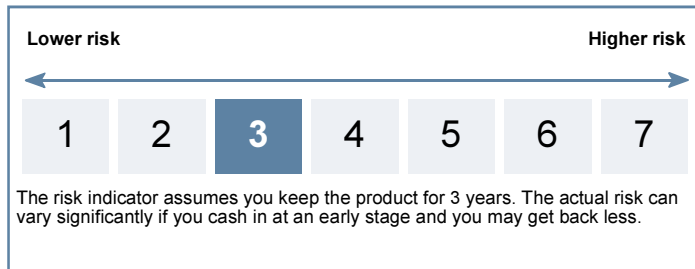 Lower risk Higher risk
1 2 3 4 5 6 7
The risk indicator assumes you keep the product for 3 years. The actual risk can
vary significantly if you cash in at an early stage and you may get back less.